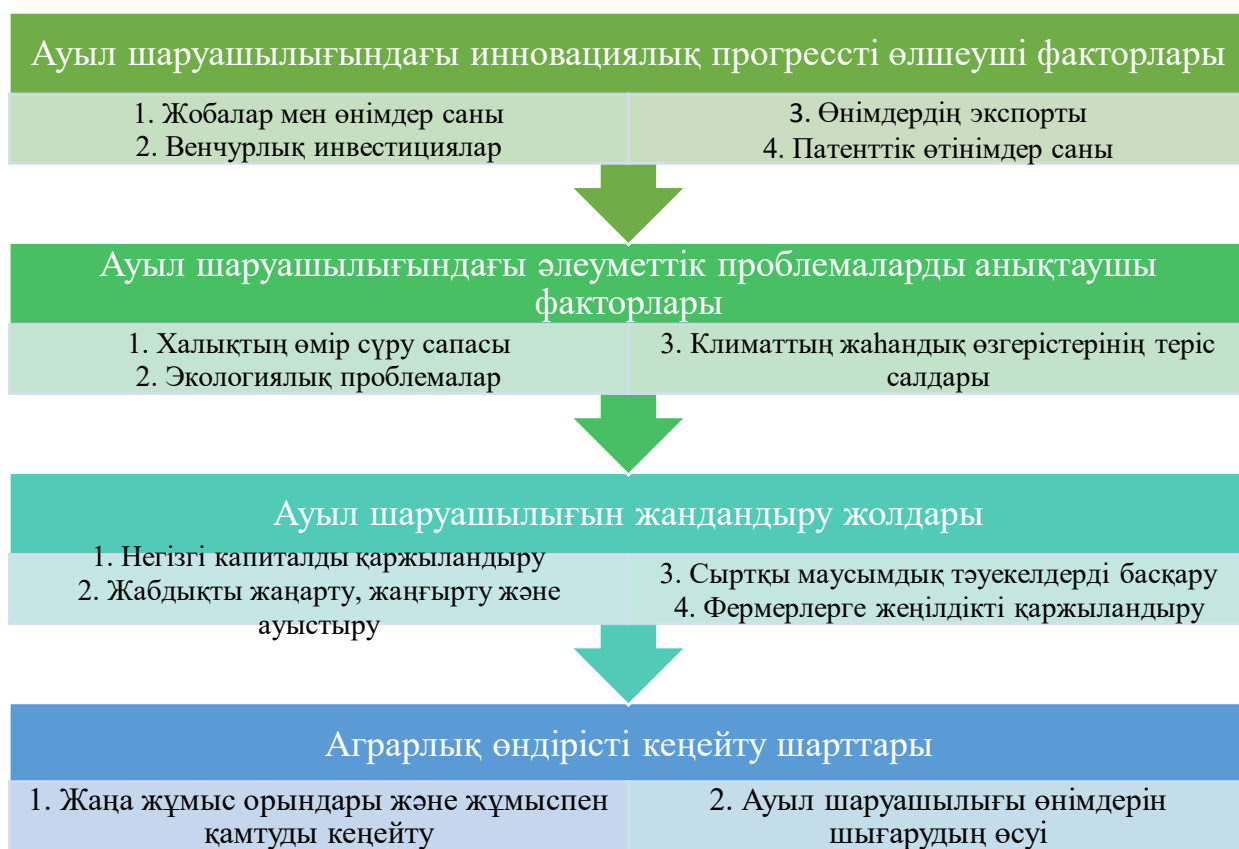 Ауыл шаруашылығындағы инновациялық прогрессті өлшеуші факторлары
1. Жобалар мен өнімдер саны
2. Венчурлық инвестициялар
3. Өнімдердің экспорты
4. Патенттік өтінімдер саны
Ауыл шаруашылығындағы әлеуметтік проблемаларды анықтаушы
факторлары
1. Халықтың өмір сүру сапасы
2. Экологиялық проблемалар
3. Климаттың жаһандық өзгерістерінің теріс
салдары
Ауыл шаруашылығын жандандыру жолдары
1. Негізгі капиталды қаржыландыру
2. Жабдықты жаңарту, жаңғырту және
ауыстыру
3. Сыртқы маусымдық тәуекелдерді басқару
4. Фермерлерге жеңілдікті қаржыландыру
Аграрлық өндірісті кеңейту шарттары
1. Жаңа жұмыс орындары және жұмыспен
қамтуды кеңейту
2. Ауыл шаруашылығы өнімдерін
шығарудың өсуі